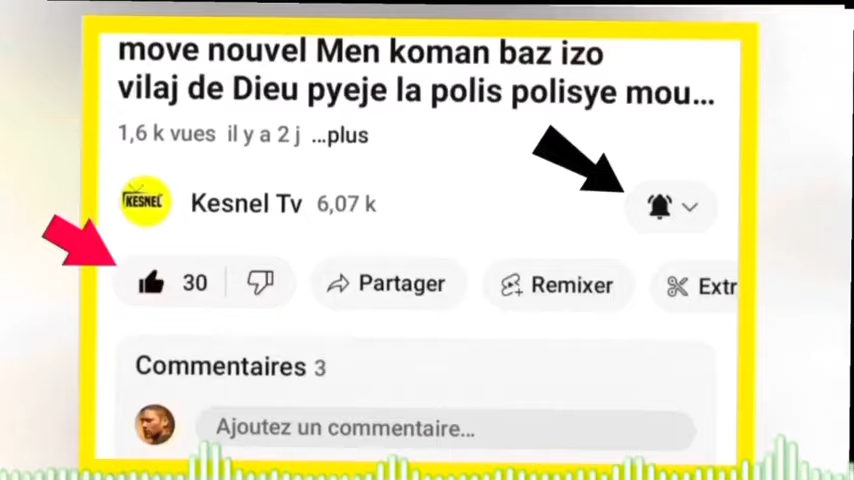 move nouvel Men koman baz izo
vilaj de Dieu pyeje la polis polisye mou...
1,6 k vues il y a 2 j ...plus
KESNEL
Kesnel Tv 6,07 k
30
Partager
Remixer
Extr
Commentaires 3
Ajoutez un commentaire...